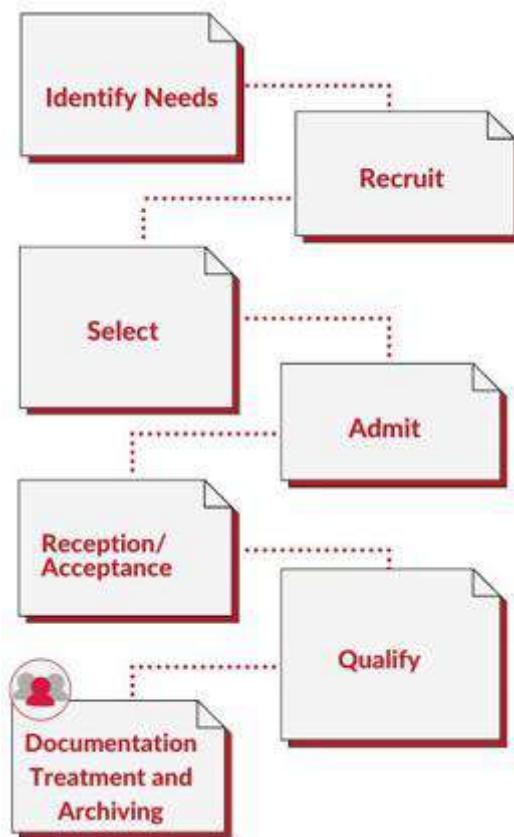 Identify Needs
Recruit
Select
Admit
Reception/
Acceptance
Qualify
Documentation
Treatment and
Archiving